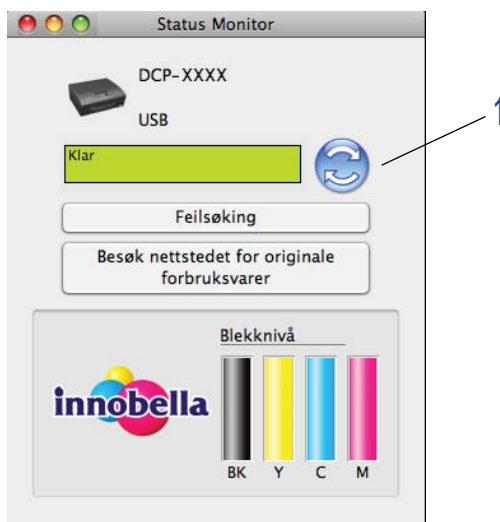 Status Monitor
DCP-XXXX
USB
Klar
1
Feilsøking
Besøk nettstedet for originale
forbruksvarer
Blekknivå
innobella
BK Y C M